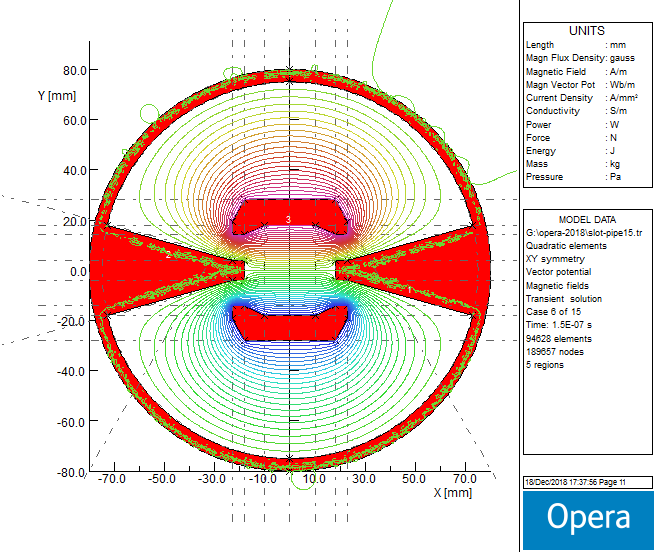 80.0
Y [mm]
60.0
40.0
20.0
3
0.0
-20.0
-40.0
-60.0
-80.0
-70.0 -50.0 -30.0 -10.0 10.0 30.0 50.0 70.0
X [mm]
UNITS
Length : mm
Magn Flux Density : gauss
Magnetic Field : A/m
Magn Vector Pot : Wb/m
Current Density : A/mm²
Conductivity : S/m
Power : W
Force : N
Energy : J
Mass : kg
Pressure : Pa
MODEL DATA
G:\opera-2018\slot-pipe15.tr
Quadratic elements
XY symmetry
Vector potential
Magnetic fields
Transient solution
Case 6 of 15
Time: 1.5E-07 s
94628 elements
189657 nodes
5 regions
18/Dec/2018 17:37:56 Page 11
Opera